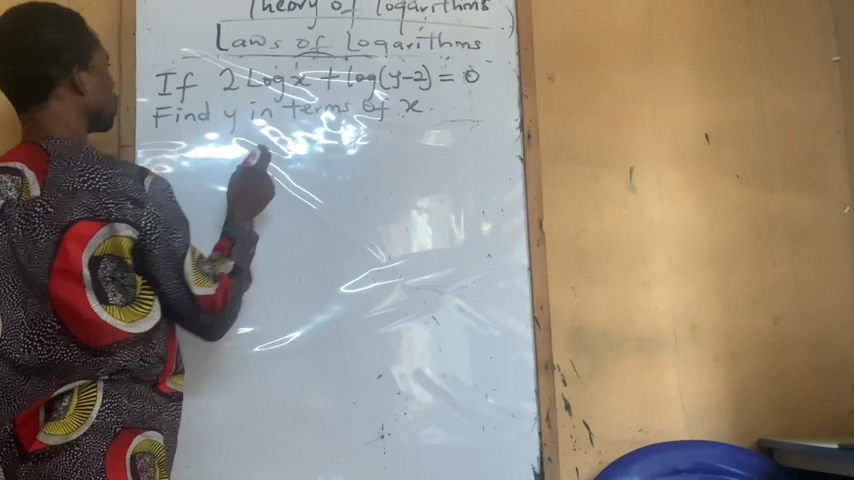 Theory of logarithms
Laws of Logarithms
If 2 Log x + log(y-2) = 0
Find y in terms of x.